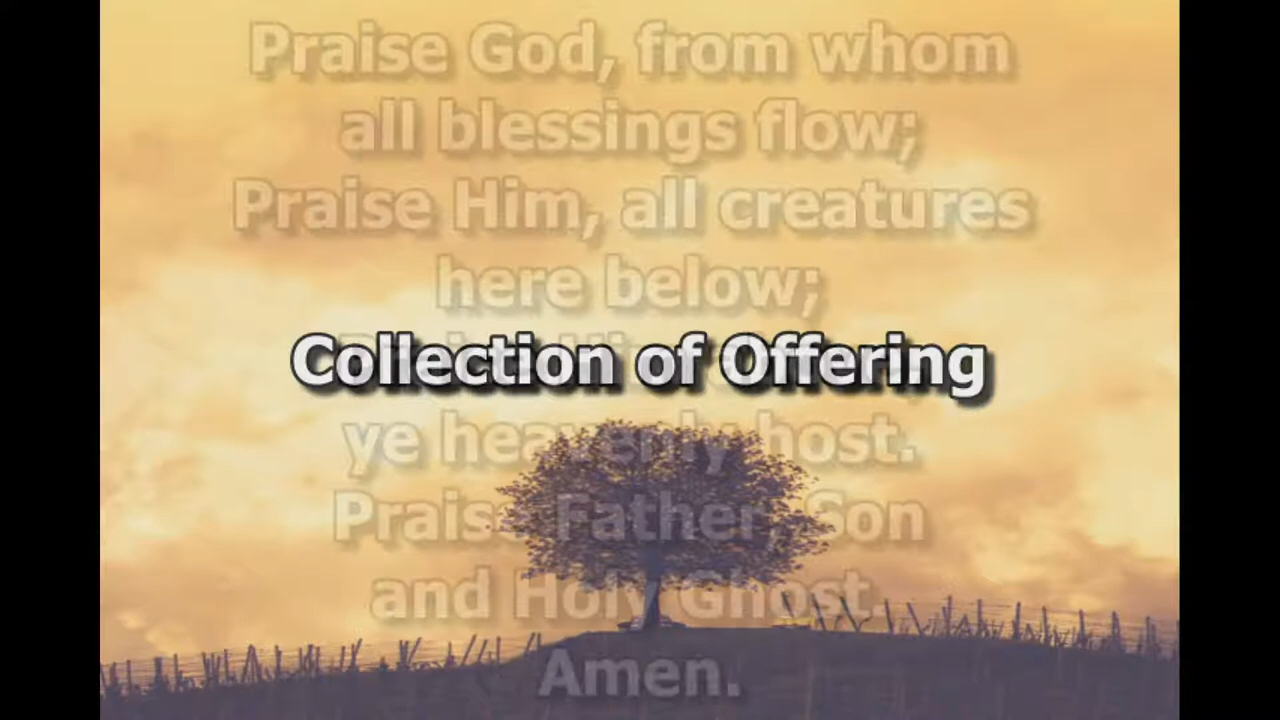 Praise God, from whom
all blessings flow;
Praise Him, all creatures
here below;
Collection of Offering
ye heavenly host.
Praise Father, Son
and Holy Ghost.
Amen.